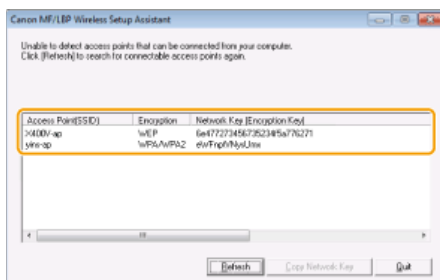 Canon MF/LBP Wireless Setup Assistant
Unable to detect access points that can be connected from your computer.
Click [Refresh] to search for connectable access points again.
Access Point(SSID) Encryption Network Key [Encryption Key]
X400V-ap WEP
yins-ap WPA/WPA2
Refresh Copy Network Key Quit